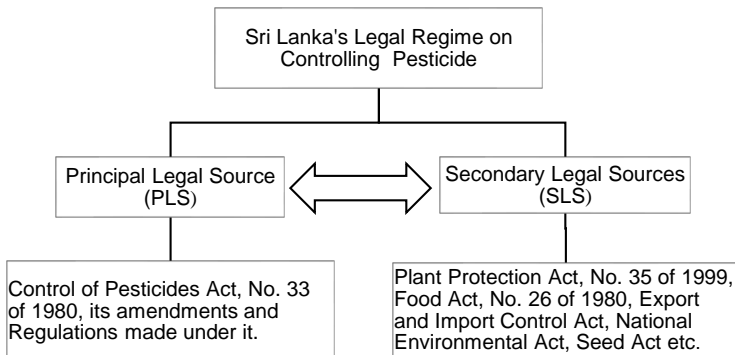 Sri Lanka's Legal Regime on
Controlling Pesticide
Principal Legal Source
(PLS)
Secondary Legal Sources
(SLS)
Control of Pesticides Act, No. 33
of 1980, its amendments and
Regulations made under it.
Plant Protection Act, No. 35 of 1999,
Food Act, No. 26 of 1980, Export
and Import Control Act, National
Environmental Act, Seed Act etc.